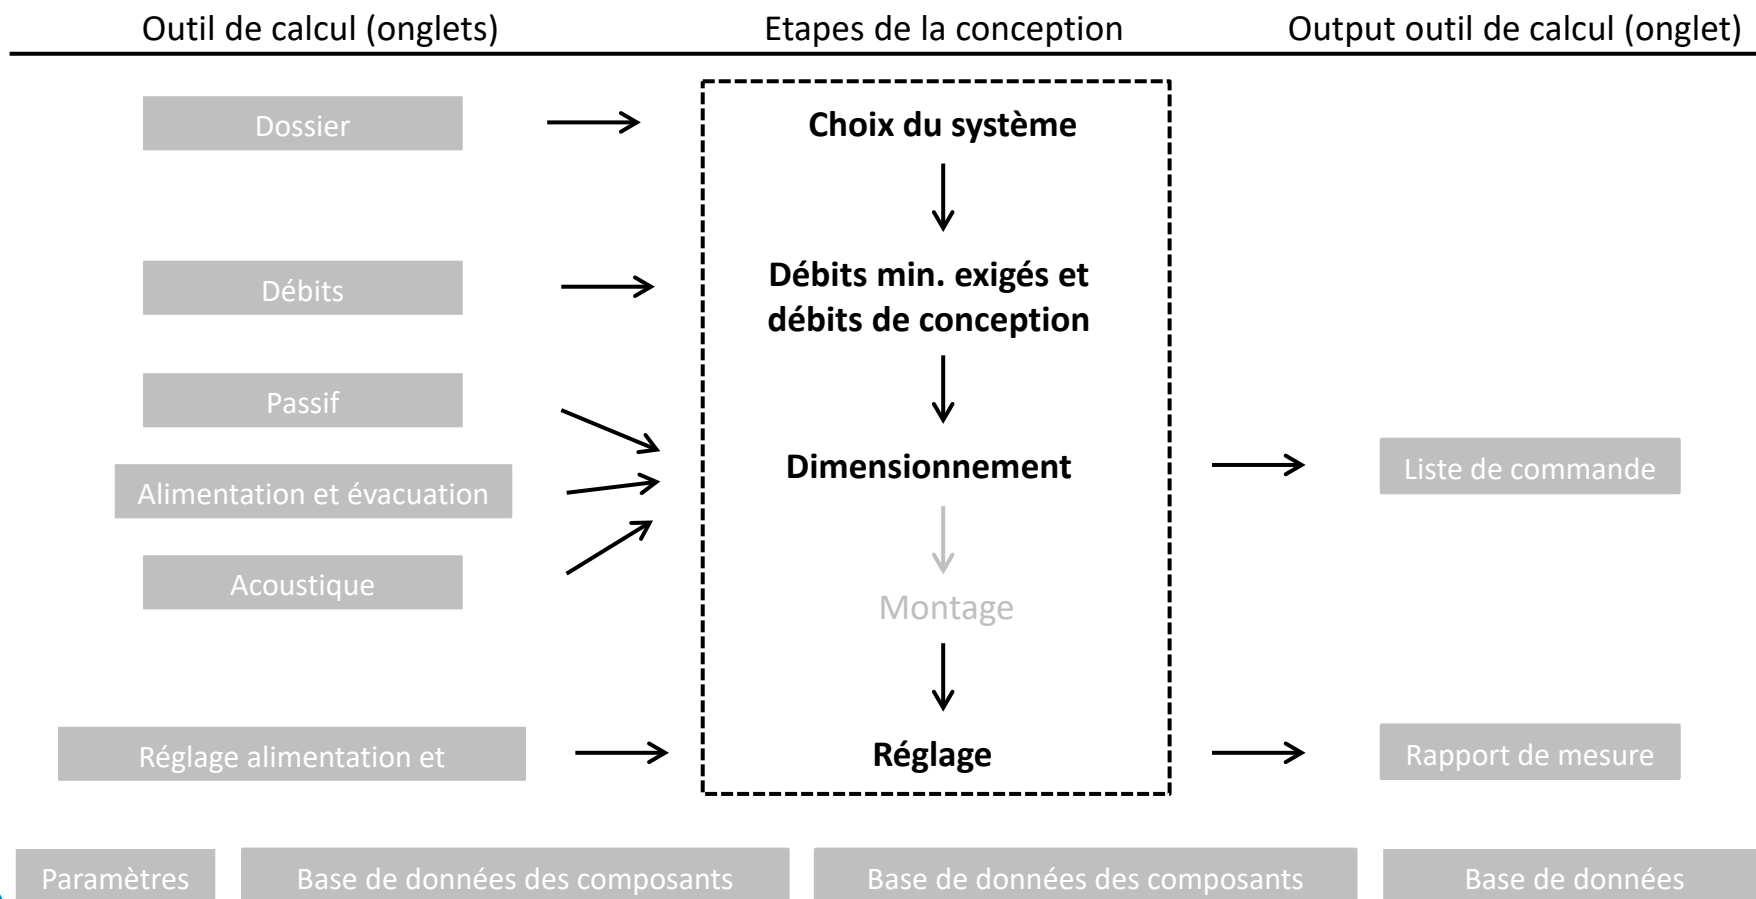 Outil de calcul (onglets)
Etapes de la conception
Output outil de calcul (onglet)
Dossier
Choix du système
Débits
Débits min. exigés et
débits de conception
Passif
Alimentation et évacuation
Dimensionnement
Liste de commande
Acoustique
Montage
Réglage alimentation et
Réglage
Rapport de mesure
Paramètres
Base de données des composants
Base de données des composants
Base de données